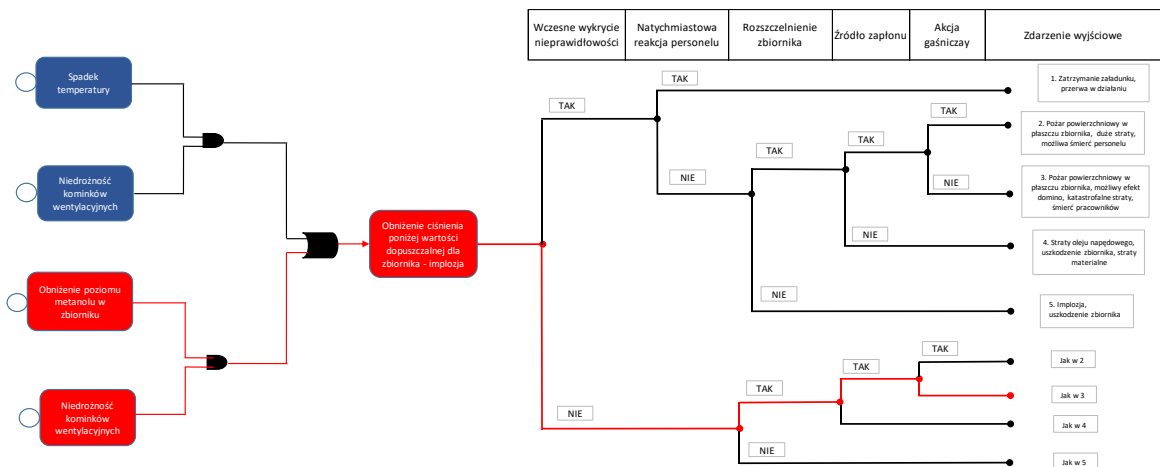 Wczesne wykrycie
nieprawidłowości
Natychmiastowa
reakcja personelu
Rozszczelnienie
zbiornika
Źródło zapłonu
Akcja
gaśniczay
Zdarzenie wyjściowe
Spadek
temperatury
Niedrożność
kominków
wentylacyjnych
Obniżenie poziomu
metanolu w
zbiorniku
Niedrożność
kominków
wentylacyjnych
Obniżenie ciśnienia
poniżej wartości
dopuszczalnej dla
zbiornika - implozja
TAK
NIE
TAK
NIE
TAK
NIE
TAK
NIE
TAK
NIE
1. Zatrzymanie załadunku,
przerwa w działaniu
2. Pożar powierzchniowy w
płaszczu zbiornika, duże straty,
możliwa śmierć personelu
3. Pożar powierzchniowy w
płaszczu zbiornika, możliwy efekt
domino, katastrofalne straty,
śmierć pracowników
4. Straty oleju napędowego,
uszkodzenie zbiornika, straty
materialne
5. Implozja,
uszkodzenie zbiornika
TAK
NIE
TAK
TAK
Jak w 2
Jak w 3
Jak w 4
Jak w 5